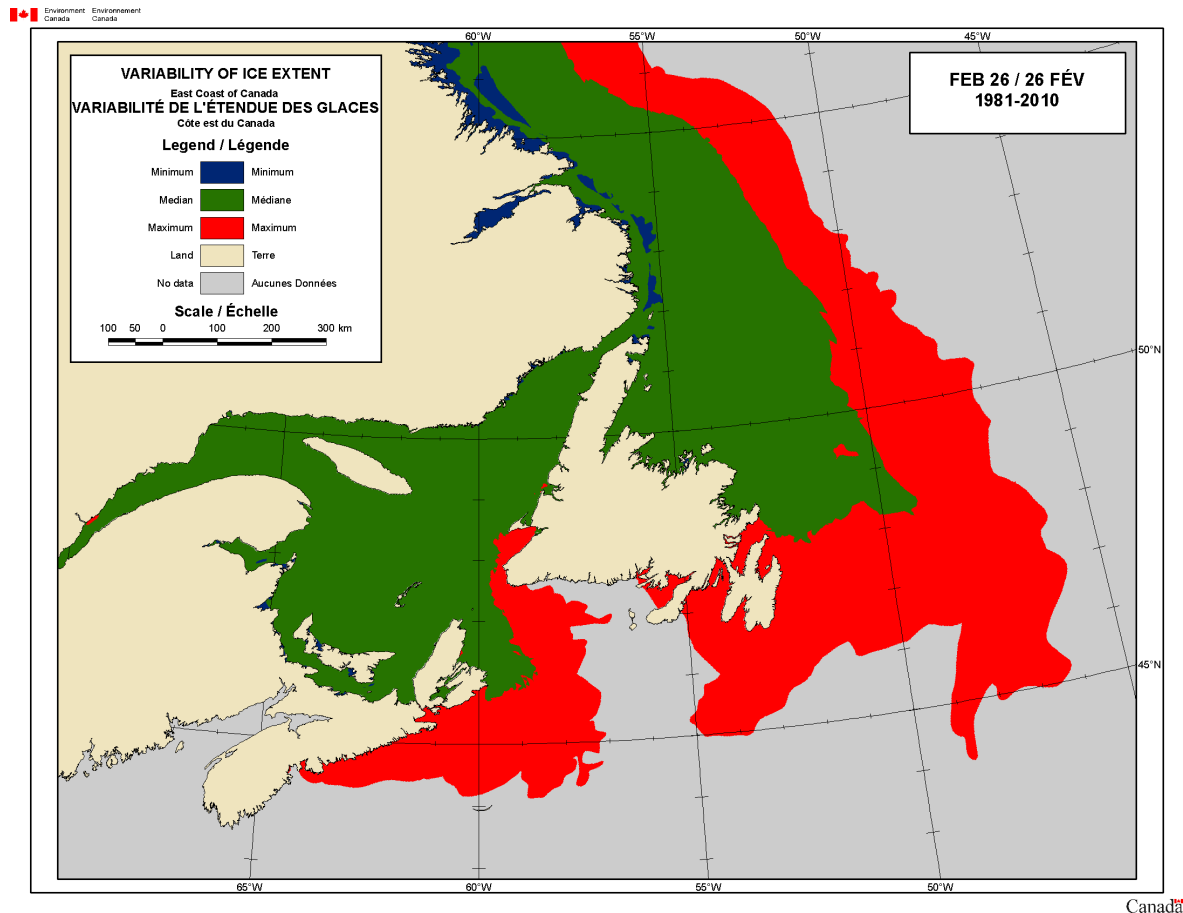 Environment Environnement
Canada Canada
60°W 55°W 50°W 45°W
VARIABILITY OF ICE EXTENT
East Coast of Canada
VARIABILITÉ DE L'ÉTENDUE DES GLACES
Côte est du Canada
Legend / Légende
Minimum Minimum
Median Médiane
Maximum Maximum
Land Terre
No data Aucunes Données
Scale / Échelle
100 50 0 100 200 300 km
FEB 26 / 26 FÉV
1981-2010
50°N
45°N
65°W 60°W 55°W 50°W
Canada